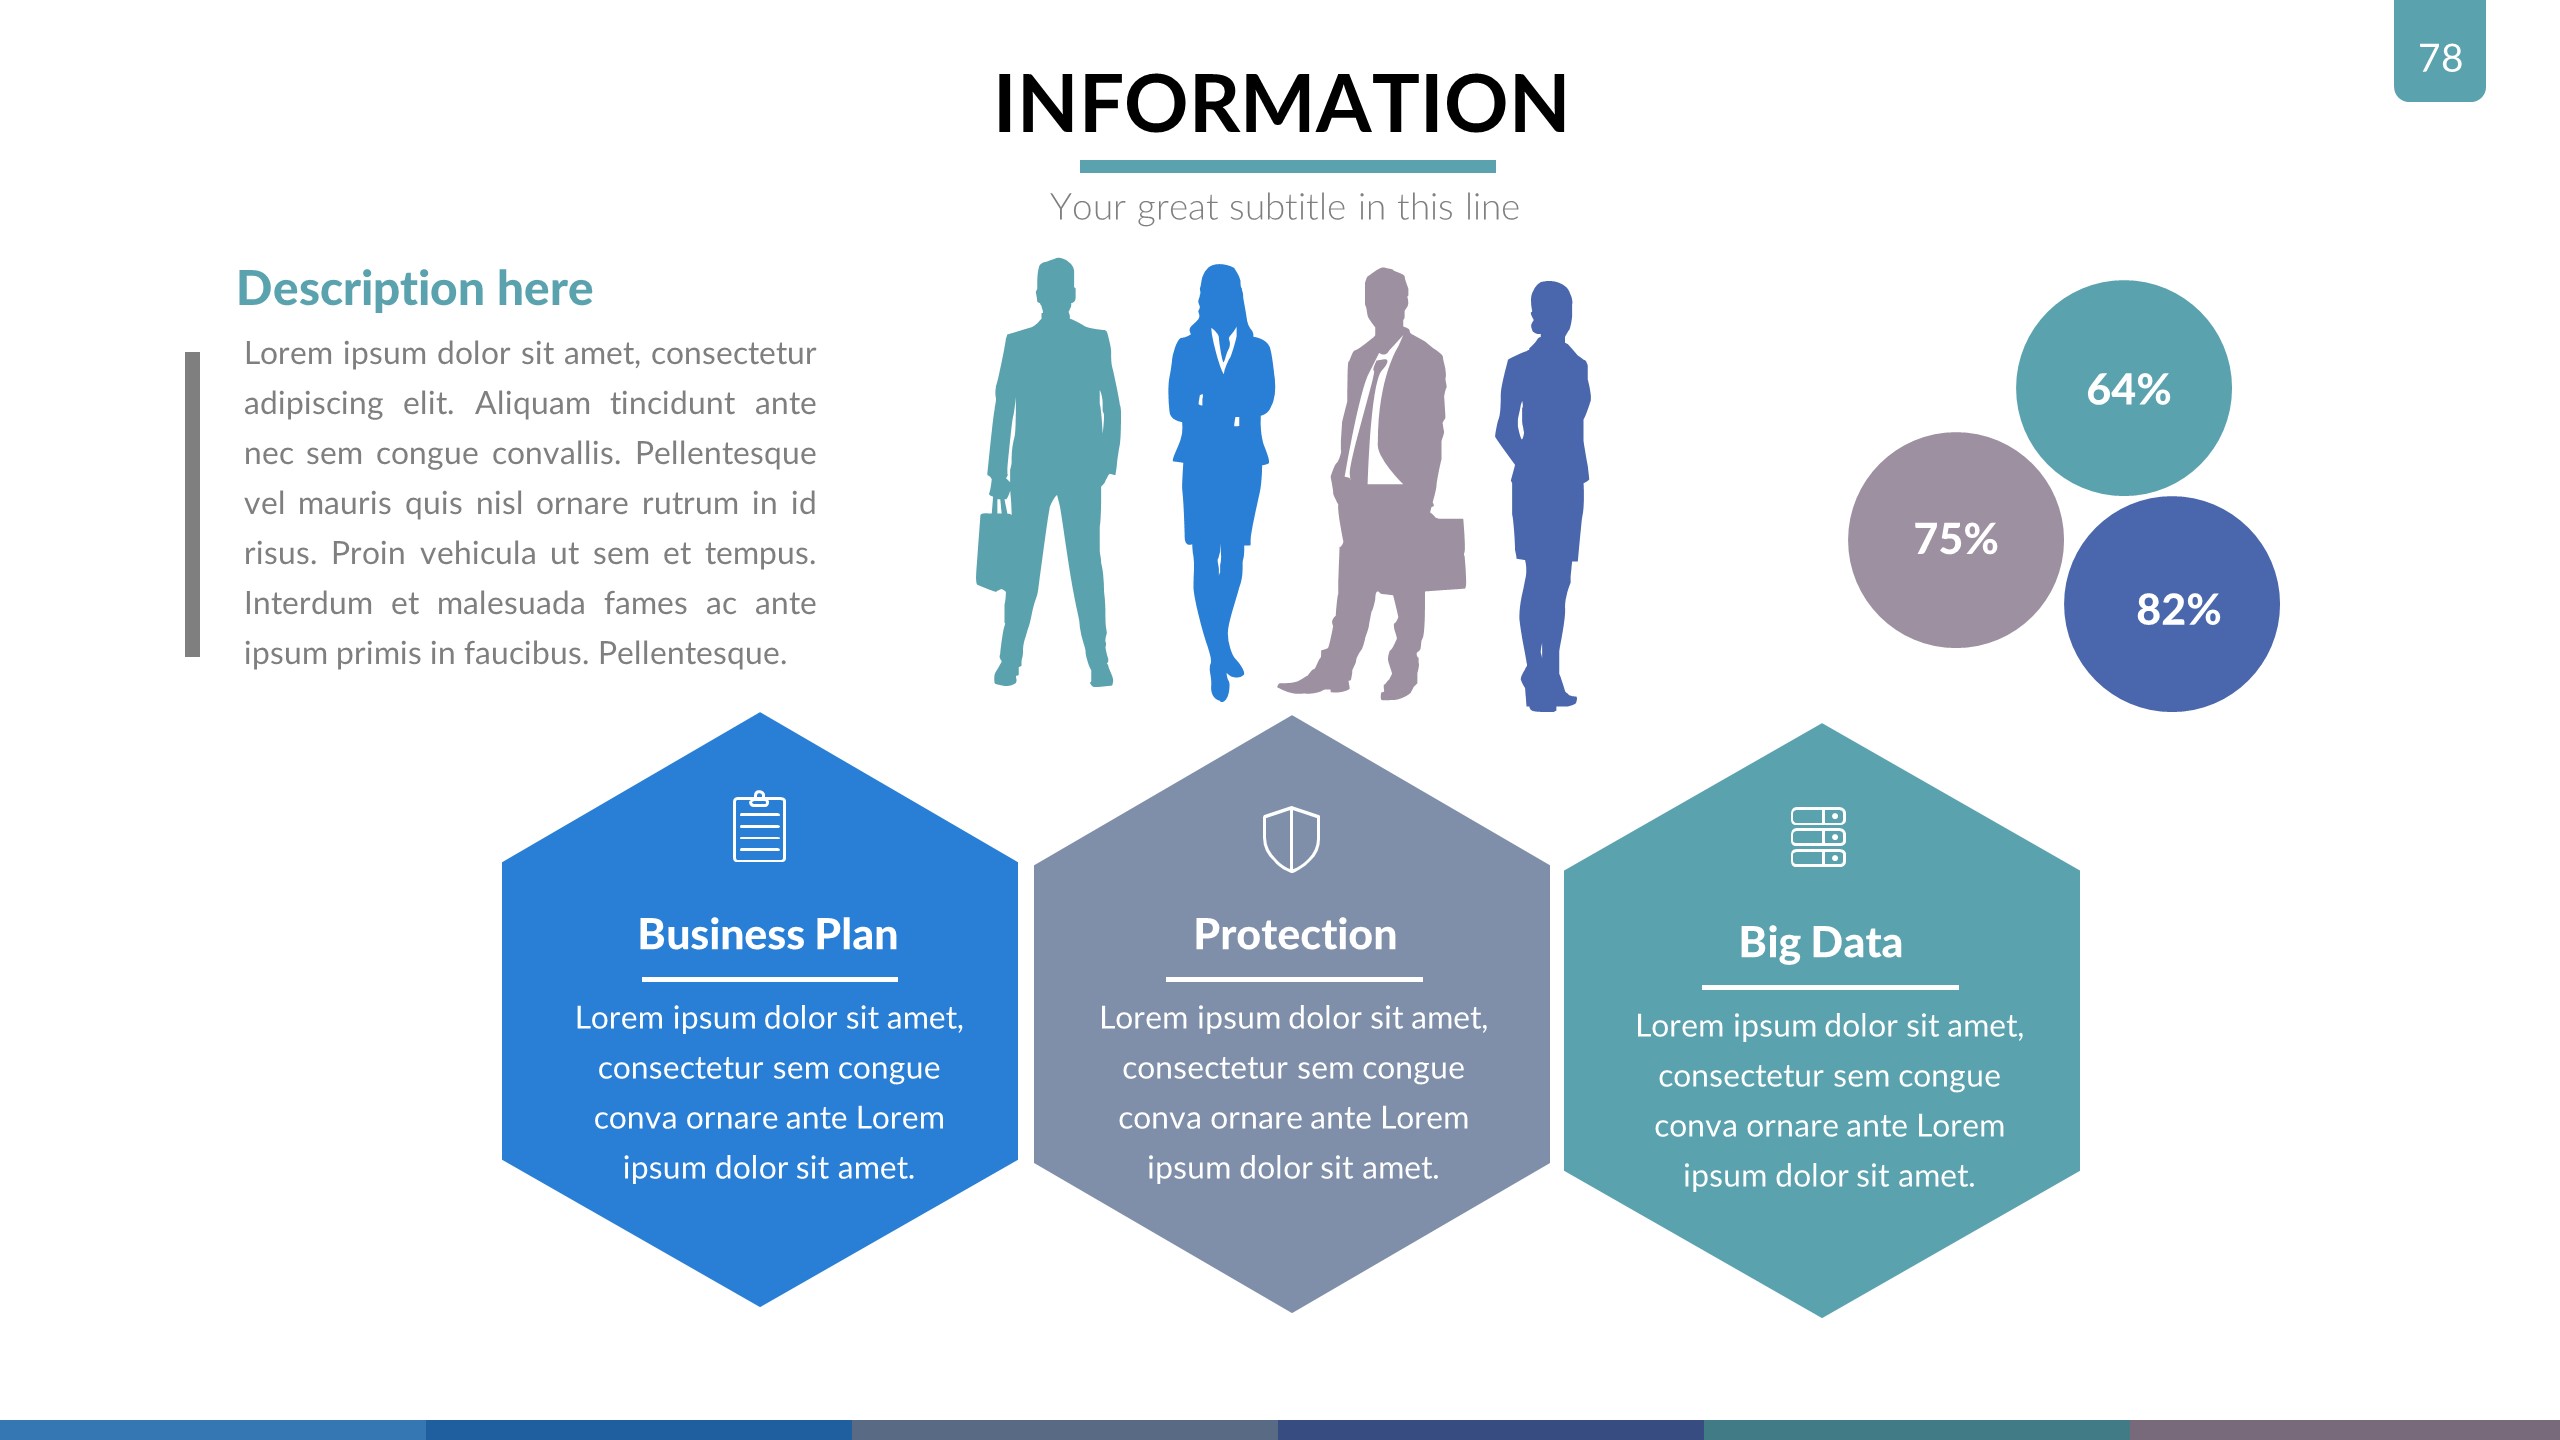 78
INFORMATION
Your great subtitle in this line
Description here
Lorem ipsum dolor sit amet, consectetur
adipiscing elit. Aliquam tincidunt ante
nec sem congue convallis. Pellentesque
vel mauris quis nisl ornare rutrum in id
risus. Proin vehicula ut sem et tempus.
Interdum et malesuada fames ac ante
ipsum primis in faucibus. Pellentesque.
64%
75%
82%
Business Plan
Lorem ipsum dolor sit amet,
consectetur sem congue
conva ornare ante Lorem
ipsum dolor sit amet.
Protection
Lorem ipsum dolor sit amet,
consectetur sem congue
conva ornare ante Lorem
ipsum dolor sit amet.
Big Data
Lorem ipsum dolor sit amet,
consectetur sem congue
conva ornare ante Lorem
ipsum dolor sit amet.